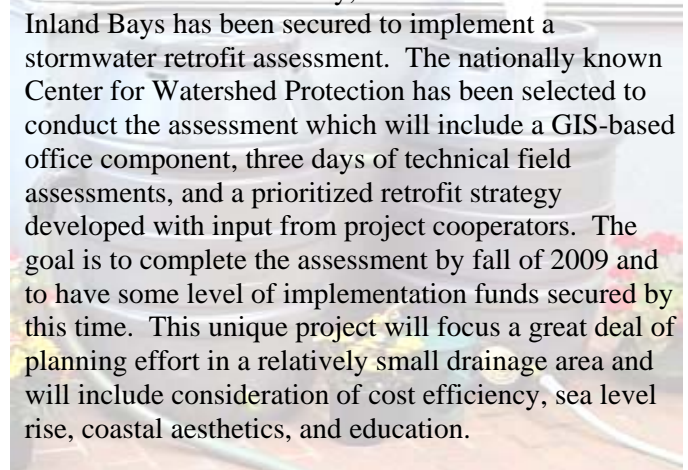 Inland Bays has been secured to implement a
stormwater retrofit assessment. The nationally known
Center for Watershed Protection has been selected to
conduct the assessment which will include a GIS-based
office component, three days of technical field
assessments, and a prioritized retrofit strategy
developed with input from project cooperators. The
goal is to complete the assessment by fall of 2009 and
to have some level of implementation funds secured by
this time. This unique project will focus a great deal of
planning effort in a relatively small drainage area and
will include consideration of cost efficiency, sea level
rise, coastal aesthetics, and education.